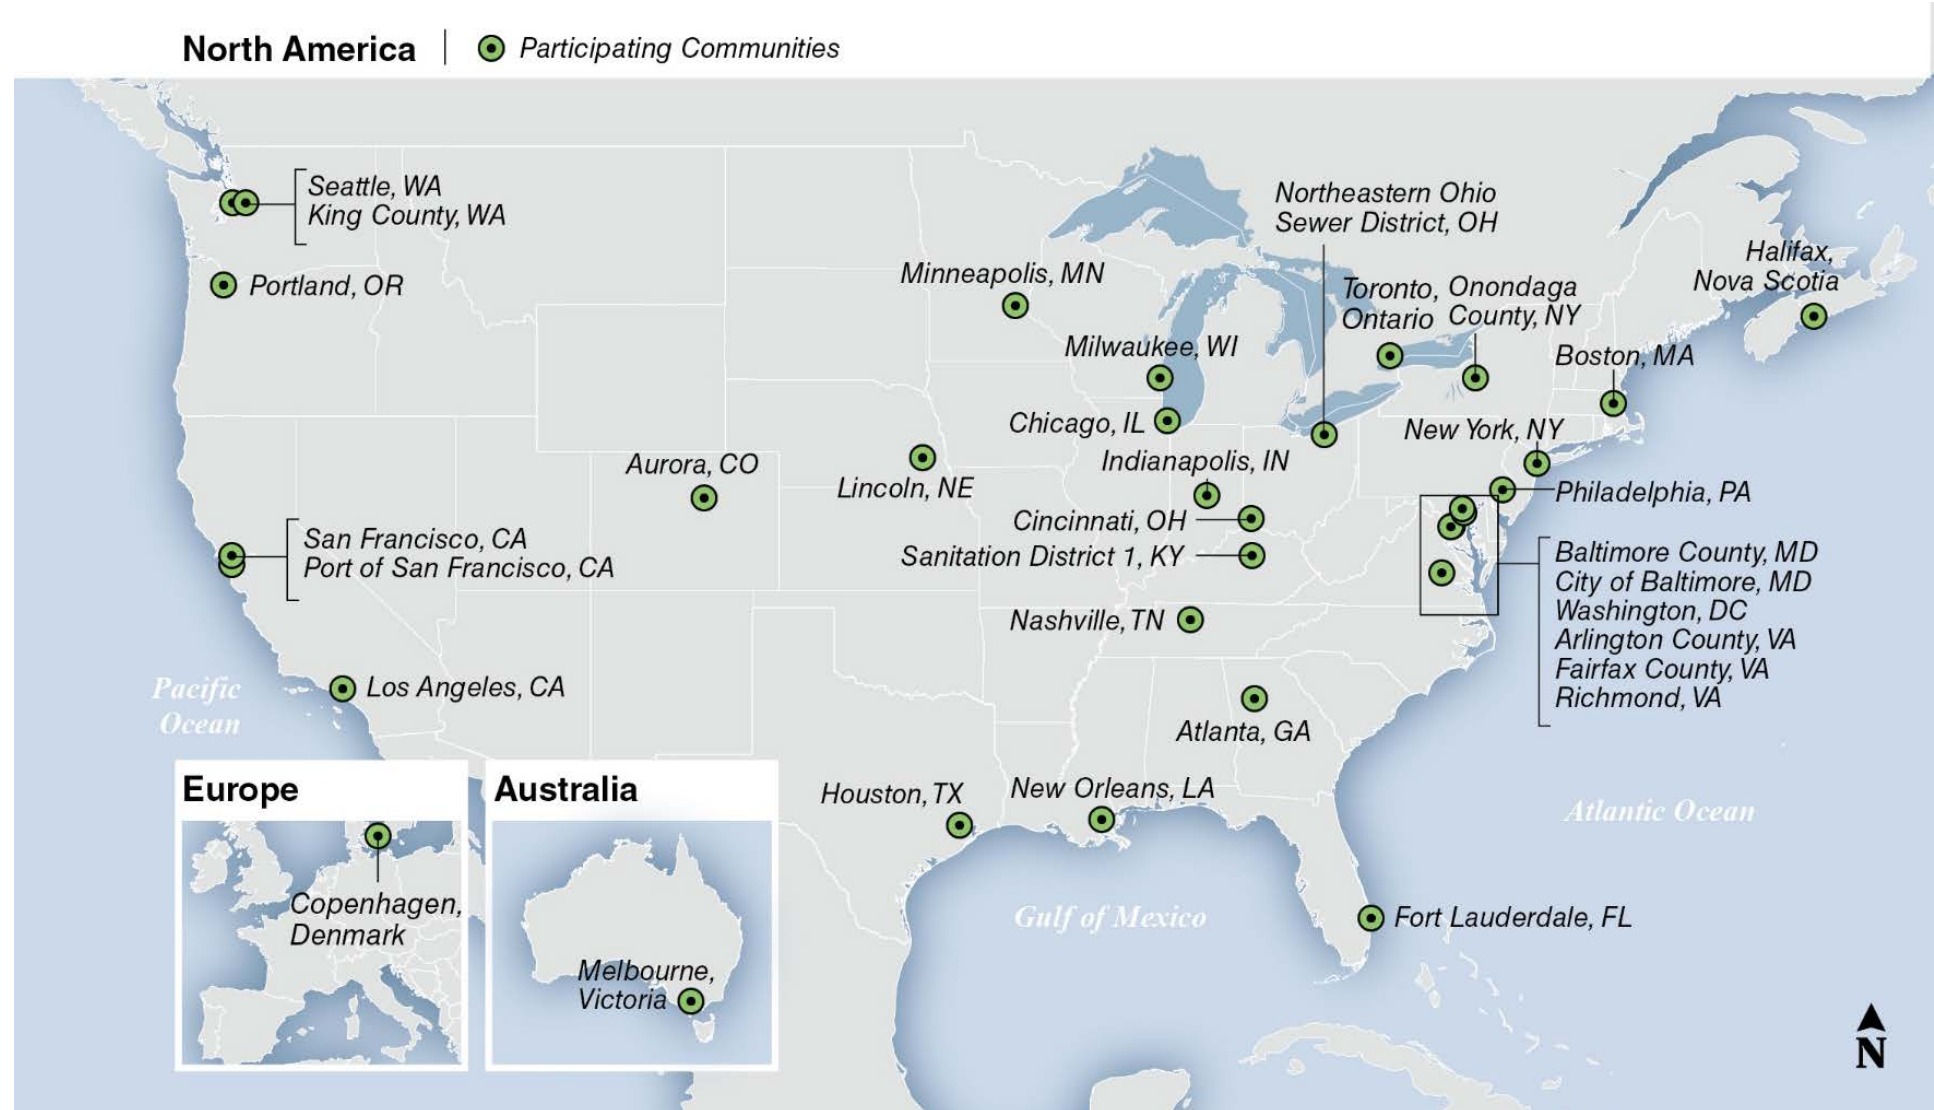 North America | Participating Communities
Seattle, WA
King County, WA
Portland, OR
Minneapolis, MN
Milwaukee, WI
Chicago, IL
Northeastern Ohio
Sewer District, OH
Toronto,
Ontario
Onondaga
County, NY
Halifax,
Nova Scotia
Boston, MA
New York, NY
Philadelphia, PA
Aurora, CO
Lincoln, NE
Indianapolis, IN
Cincinnati, OH
Sanitation District 1, KY
San Francisco, CA
Port of San Francisco, CA
Baltimore County, MD
City of Baltimore, MD
Washington, DC
Arlington County, VA
Fairfax County, VA
Richmond, VA
Nashville, TN
Los Angeles, CA
Pacific
Ocean
Atlanta, GA
Houston, TX
New Orleans, LA
Atlantic Ocean
Gulf of Mexico
Fort Lauderdale, FL
Europe
Copenhagen,
Denmark
Australia
Melbourne,
Victoria
N